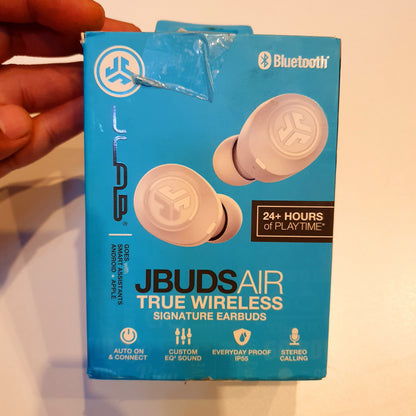 Bluetooth®
JLAB®
GOES
SMART ASSISTANTS
ANDROID
APPLE
24+ HOURS
of PLAYTIME*
JBUDSAIR
TRUE WIRELESS
SIGNATURE EARBUDS
AUTO ON
& CONNECT
CUSTOM
EQ³ SOUND
EVERYDAY PROOF
IP55
STEREO
CALLING